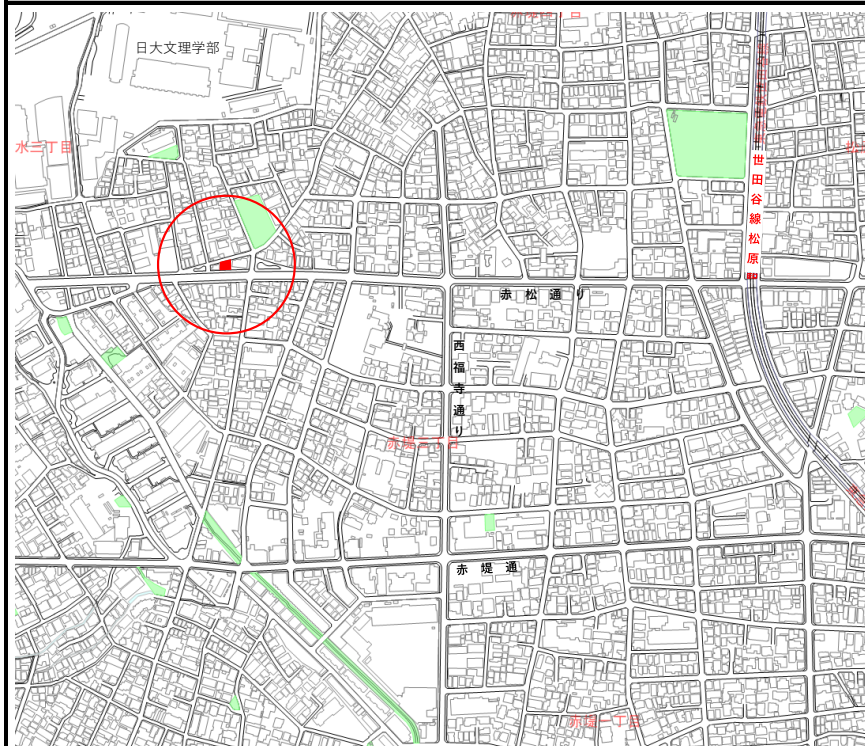 日大文理学部
水三丁目
世田谷線松原駅
赤松通り
西福寺通り
赤堤三丁目
赤堤通
赤堤一丁目